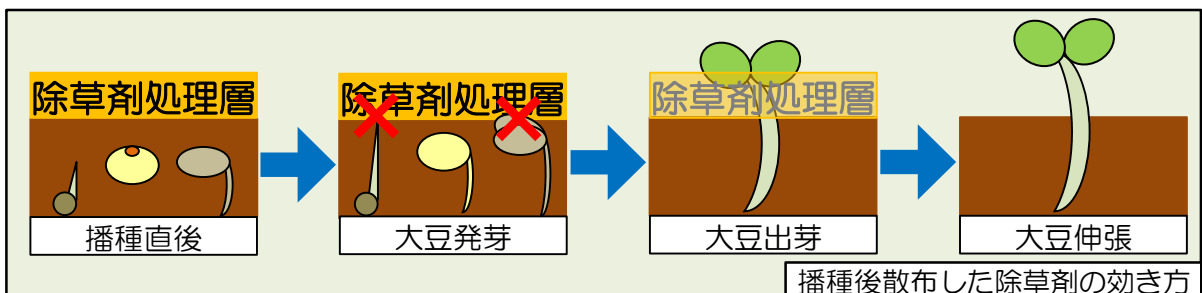 除草剤処理層
除草剤処理層
除草剤処理層
播種直後
大豆発芽
大豆出芽
大豆伸張
播種後散布した除草剤の効き方